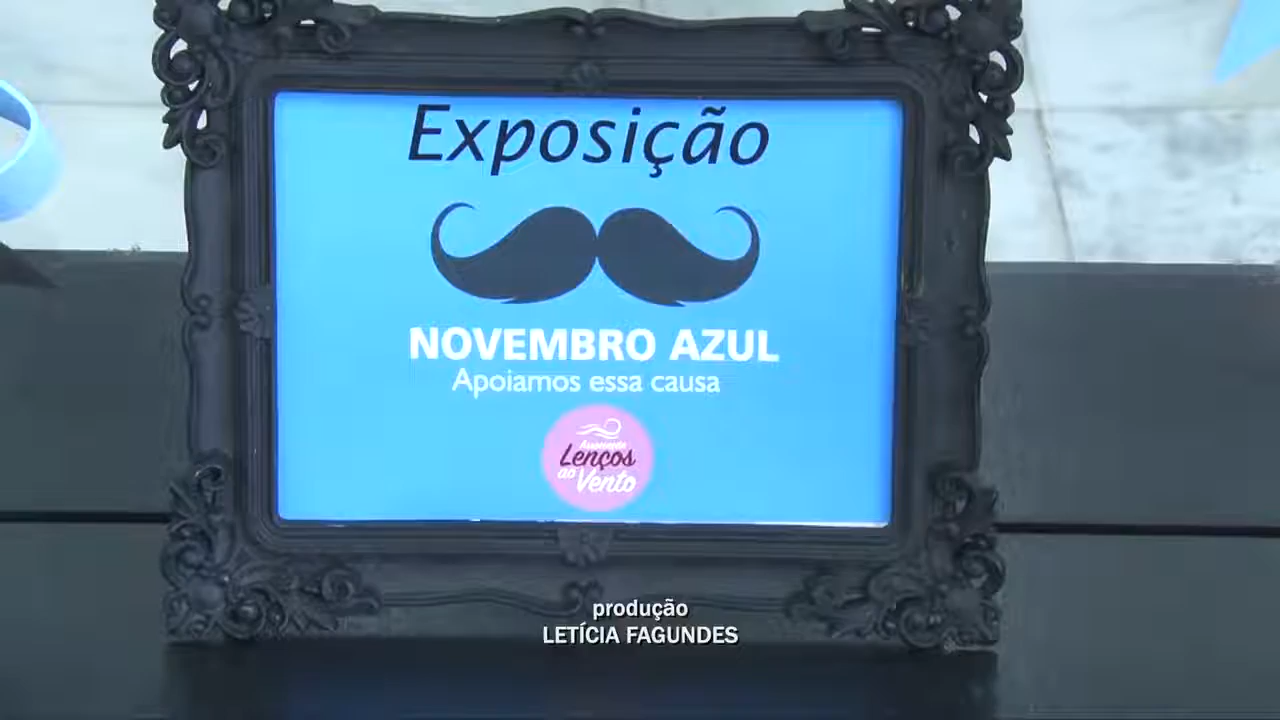 Exposição
NOVEMBRO AZUL
Apoiamos essa causa
Lenços
ao Vento
produção
LETÍCIA FAGUNDES